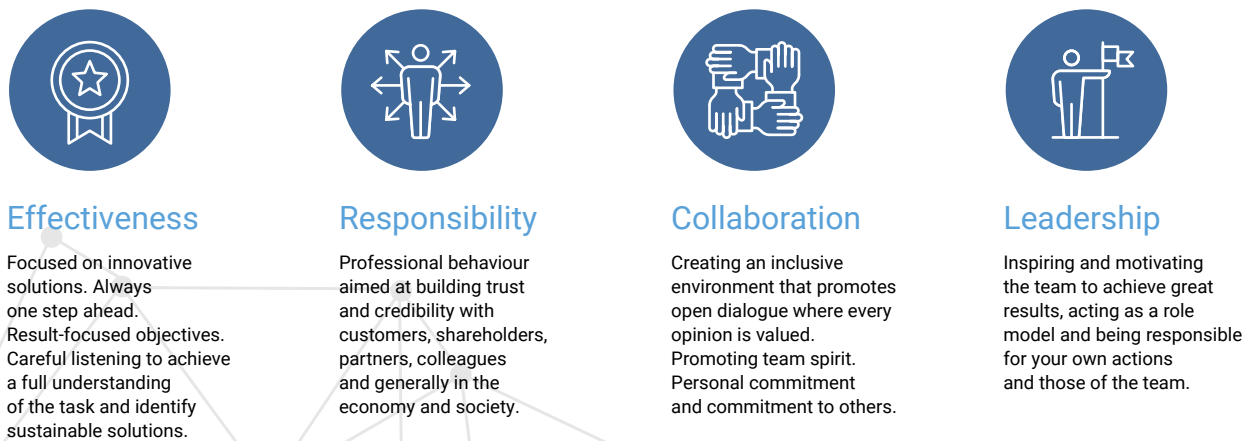 Effectiveness
Focused on innovative
solutions. Always
one step ahead.
Result-focused objectives.
Careful listening to achieve
a full understanding
of the task and identify
sustainable solutions.
Responsibility
Professional behaviour
aimed at building trust
and credibility with
customers, shareholders,
partners, colleagues
and generally in the
economy and society.
Collaboration
Creating an inclusive
environment that promotes
open dialogue where every
opinion is valued.
Promoting team spirit.
Personal commitment
and commitment to others.
Leadership
Inspiring and motivating
the team to achieve great
results, acting as a role
model and being responsible
for your own actions
and those of the team.